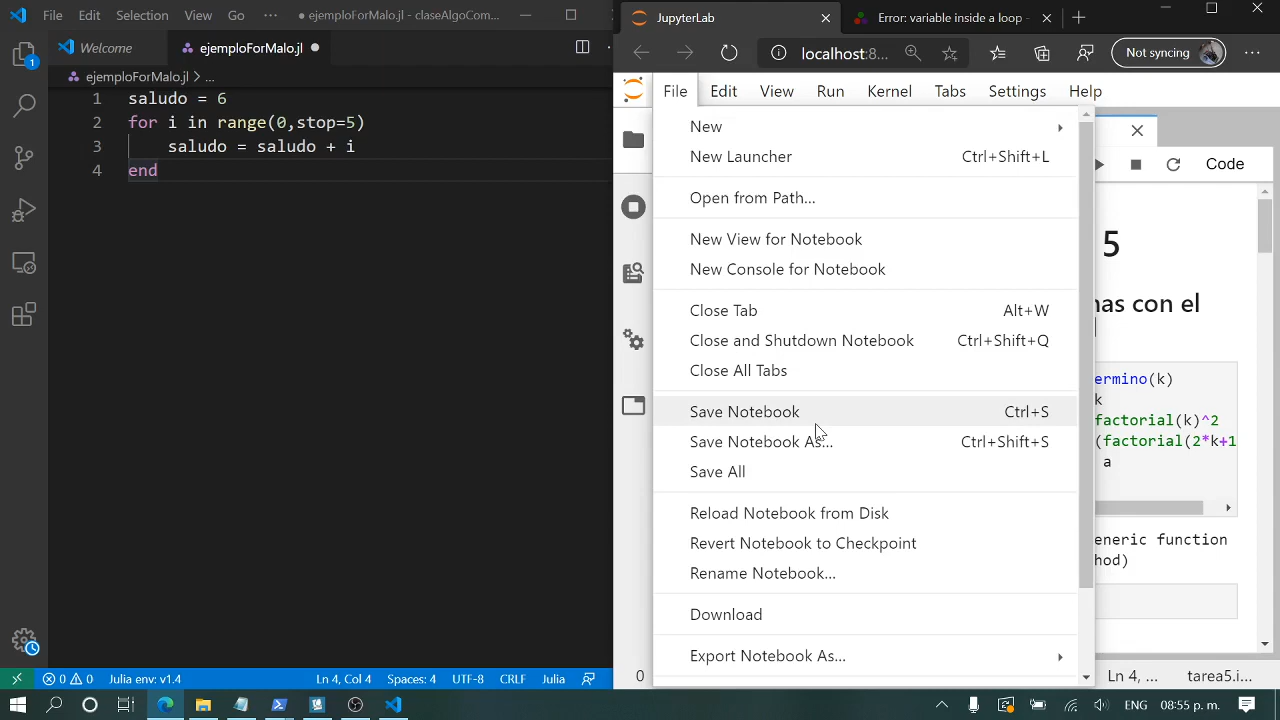 File Edit Selection View Go ··· ● ejemploForMalo.jl - claseAlgoCom...
Welcome ejemploForMalo.jl ●
ejemploForMalo.jl > ...
1 saludo = 6
2 for i in range(0,stop=5)
3 saludo = saludo + i
4 end
1
0 0 Julia env: v1.4 Ln 4, Col 4 Spaces: 4 UTF-8 CRLF Julia
JupyterLab Error: variable inside a loop -
localhost:8... Not syncing
File Edit View Run Kernel Tabs Settings Help
New
New Launcher Ctrl+Shift+L
Open from Path...
New View for Notebook
New Console for Notebook
Close Tab Alt+W
Close and Shutdown Notebook Ctrl+Shift+Q
Close All Tabs
Save Notebook Ctrl+S
Save Notebook As... Ctrl+Shift+S
Save All
Reload Notebook from Disk
Revert Notebook to Checkpoint
Rename Notebook...
Download
Export Notebook As...
Code
5
nas con el
ermino(k)
k
factorial(k)^2
(factorial(2*k+1
a
eneric function
hod)
0 Ln 4, ... tarea5.i...
08:55 p. m.